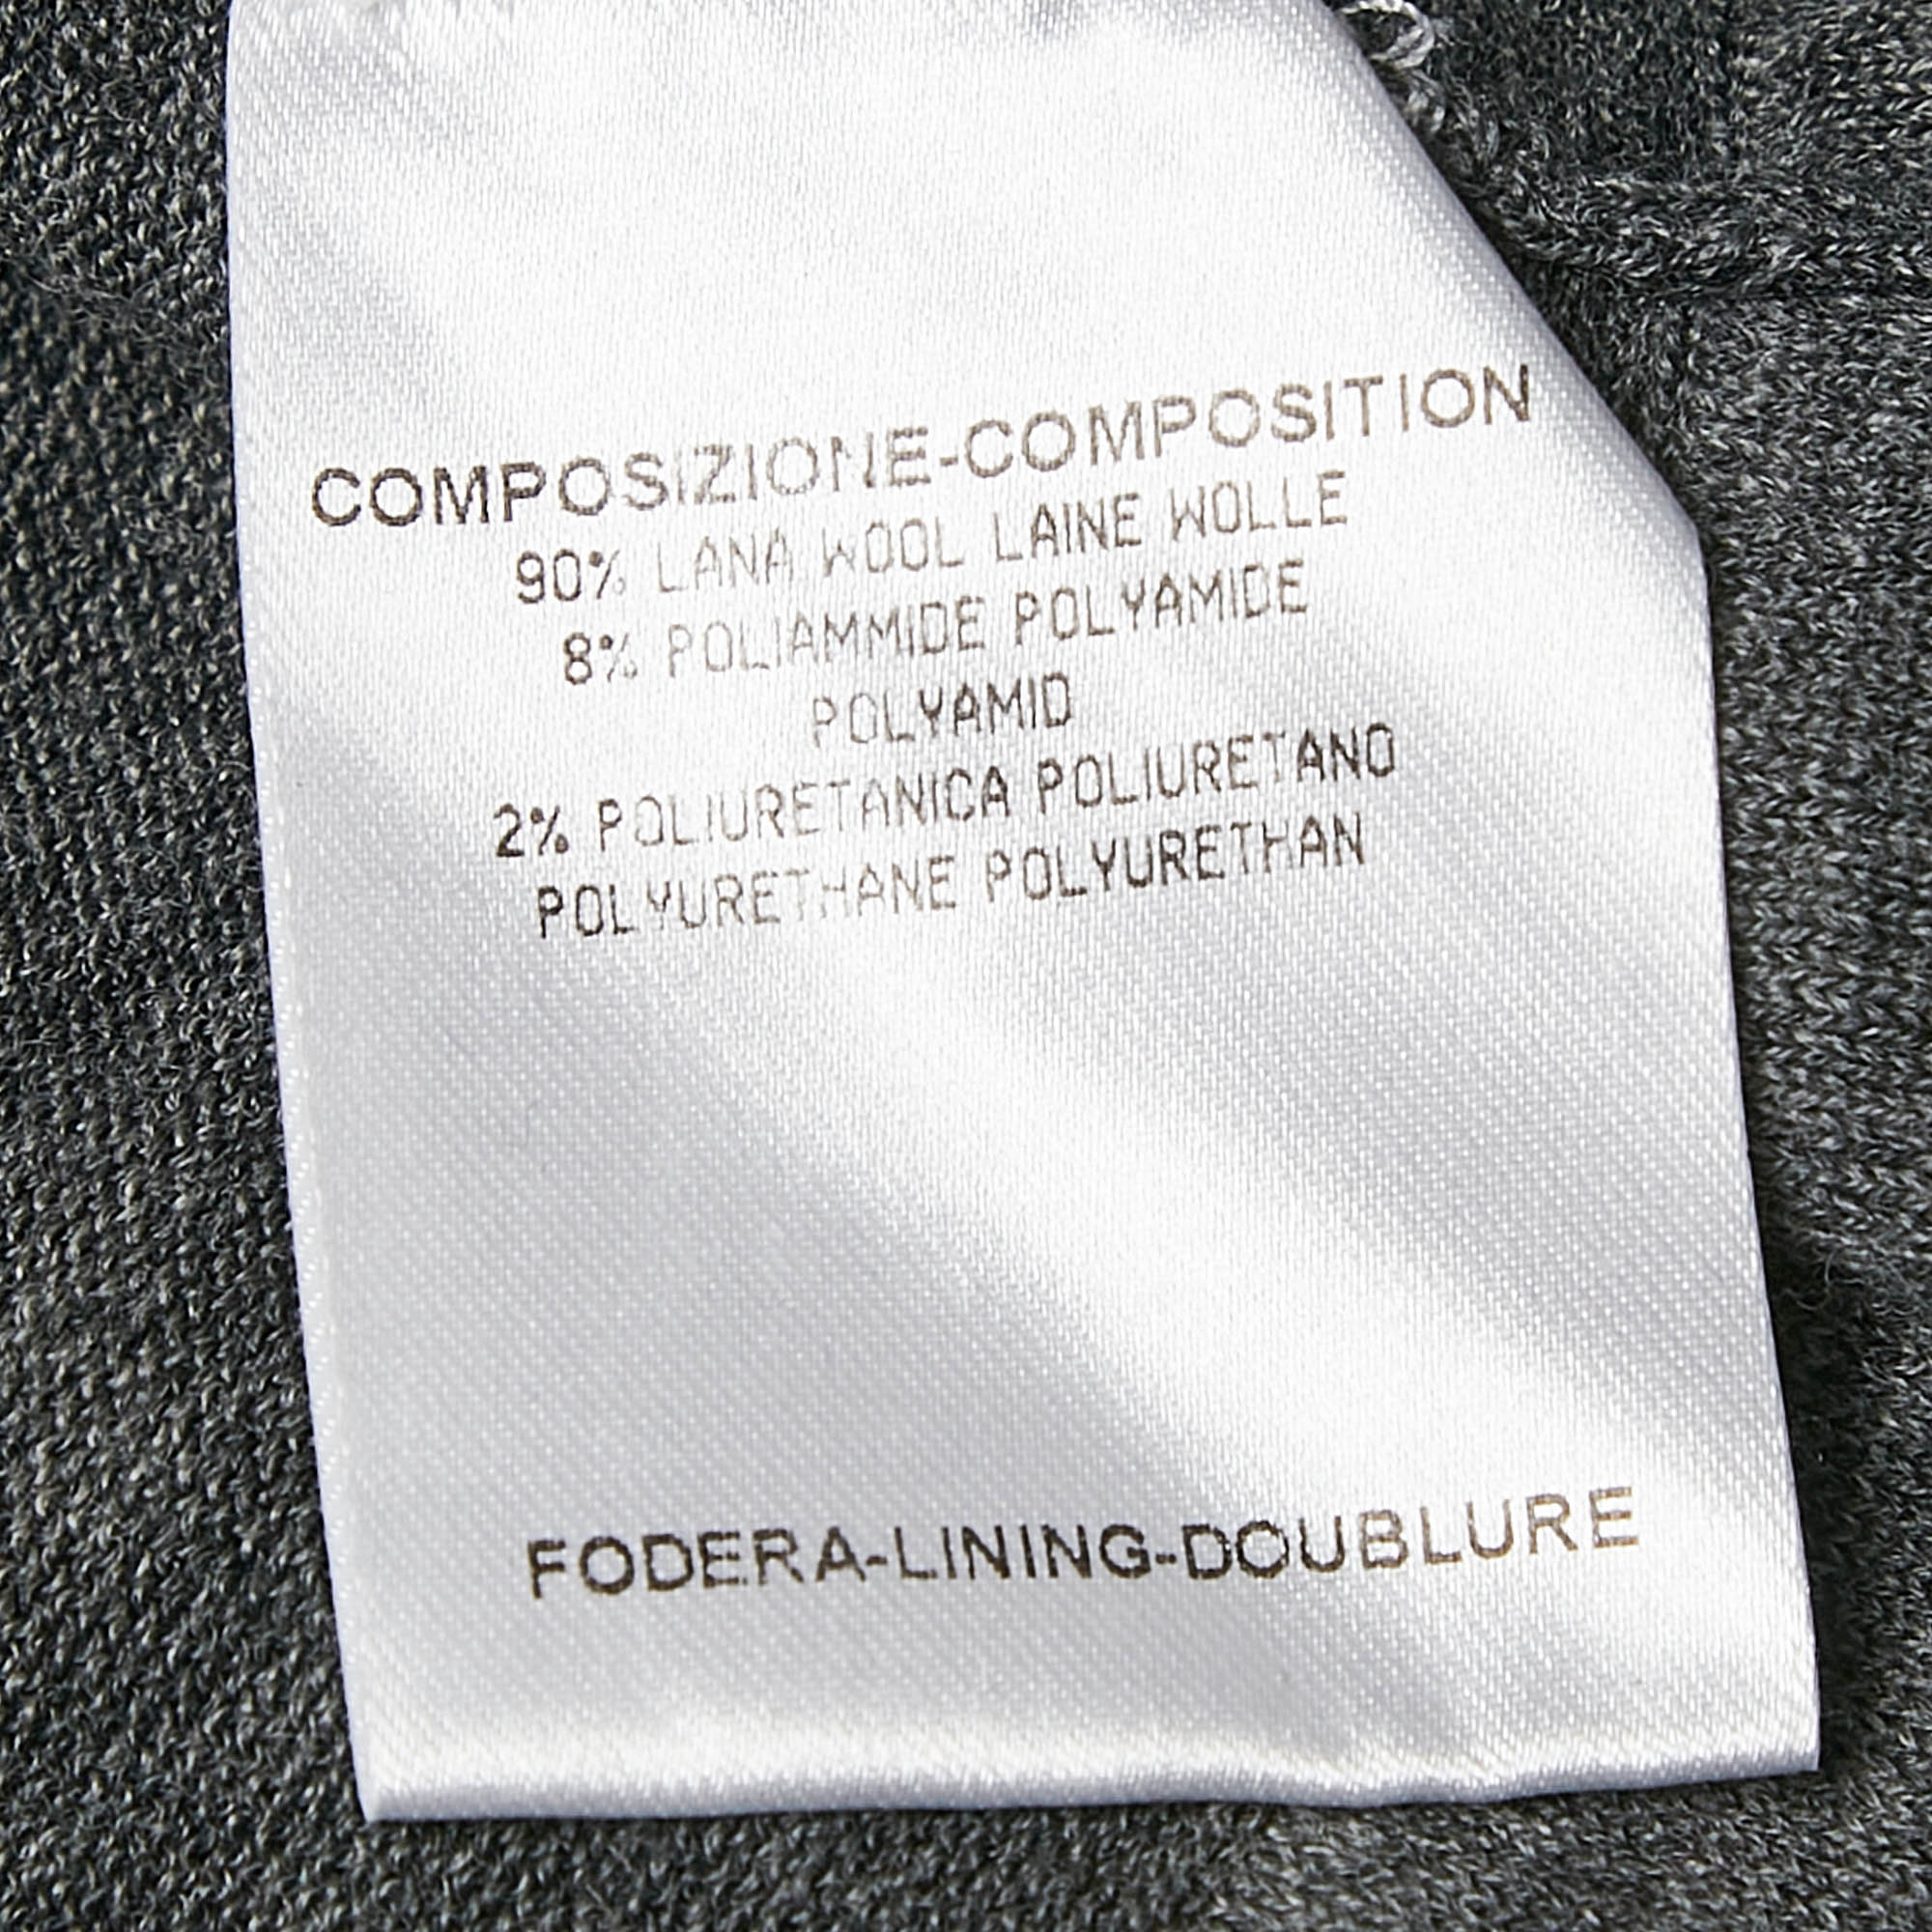 COMPOSIZIONE-COMPOSITION
90% LANA WOOL LAINE WOLLE
8% POLIAMMIDE POLYAMIDE
POLYAMID
2% POLIURETANICA POLIURETANO
POLYURETHANE POLYURETHAN
FODERA-LINING-DOUBLURE